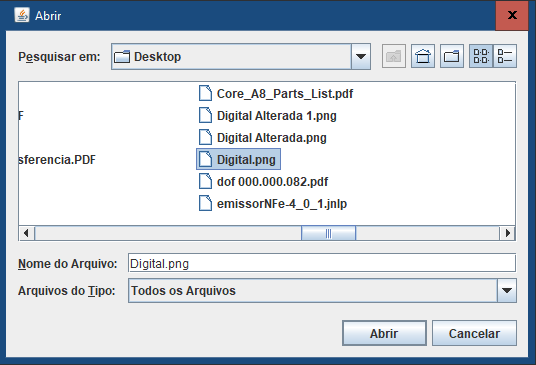 Abrir
Pesquisar em: Desktop
Core_A8_Parts_List.pdf
F Digital Alterada 1.png
Digital Alterada.png
sferencia.PDF Digital.png
dof 000.000.082.pdf
emissorNFe-4_0_1.jnlp
Nome do Arquivo: Digital.png
Arquivos do Tipo: Todos os Arquivos
Abrir Cancelar